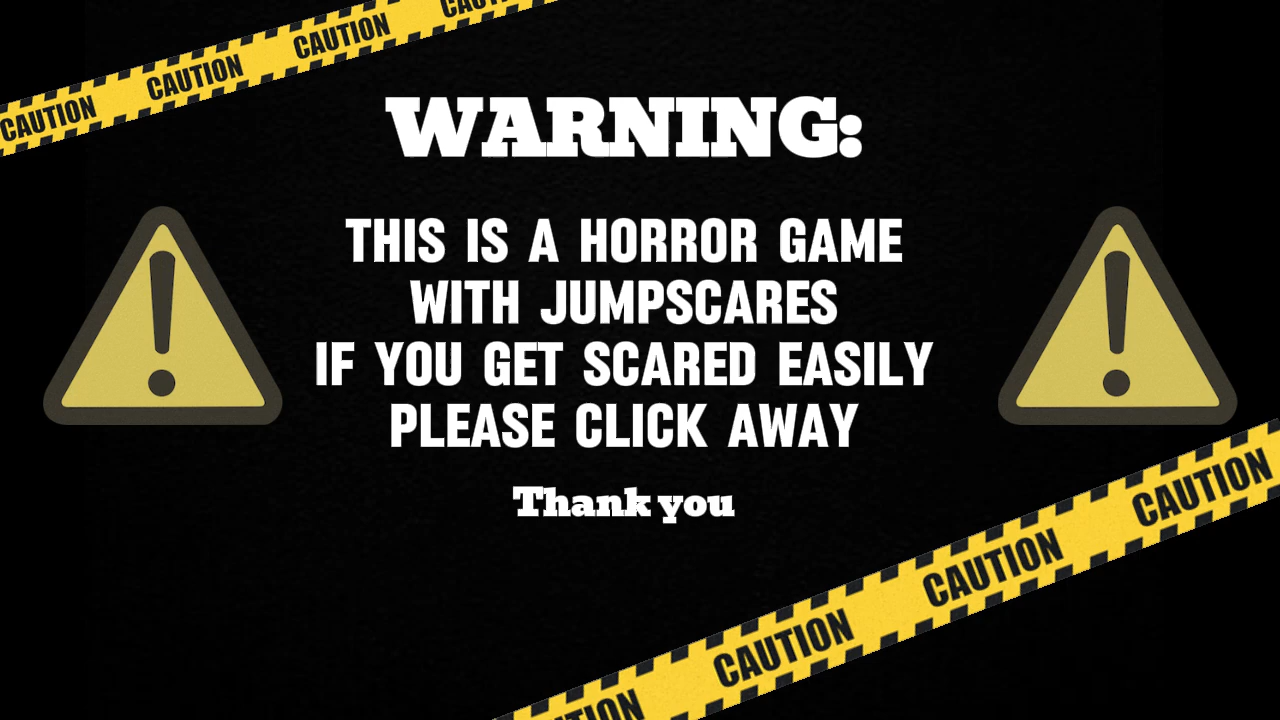 CAUTION CAUTION CAUTION CAUTION
WARNING:
THIS IS A HORROR GAME
WITH JUMPSCARES
IF YOU GET SCARED EASILY
PLEASE CLICK AWAY
Thank you
CAUTION CAUTION CAUTION CAUTION